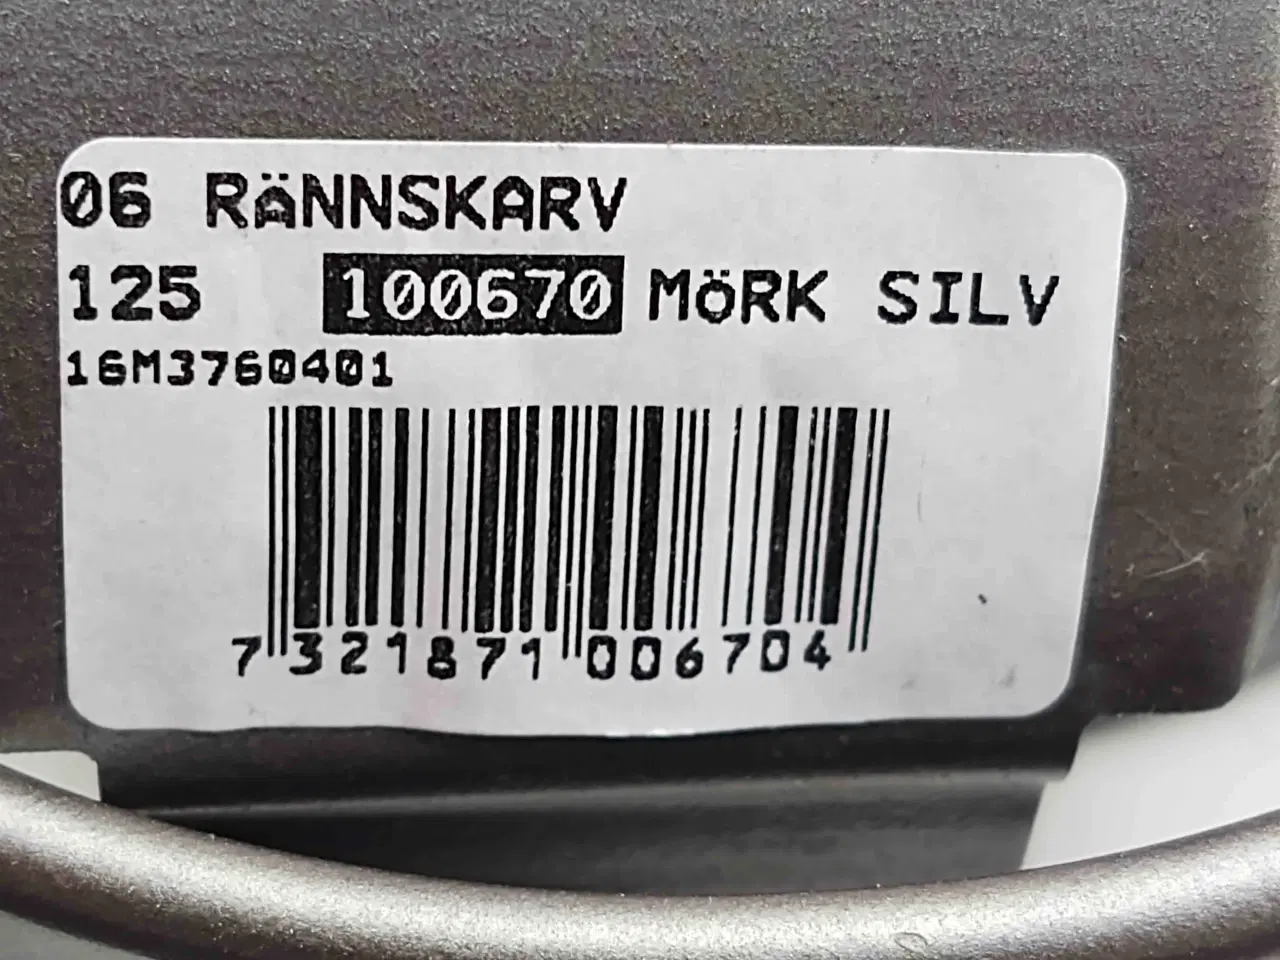 06 RÄNNSKARV
125 100670 MÖRK SILV
16M3760401
7 321871 006704